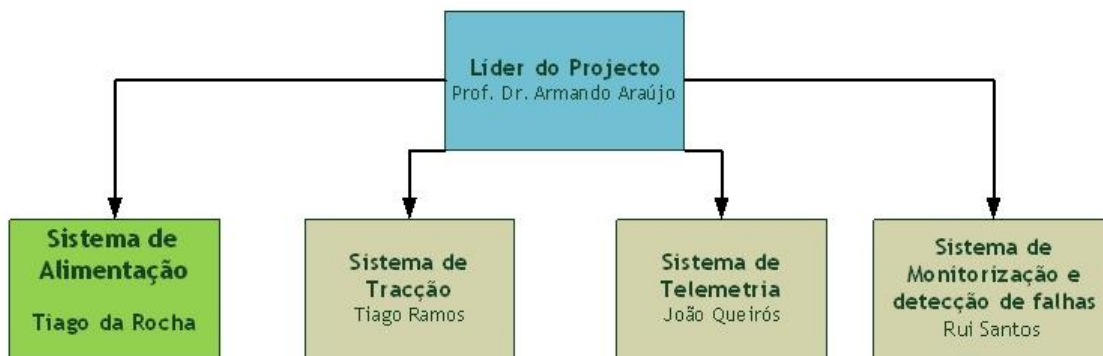 Líder do Projecto
Prof. Dr. Armando Araújo
Sistema de
Alimentação
Tiago da Rocha
Sistema de
Tracção
Tiago Ramos
Sistema de
Telemetria
João Queirós
Sistema de
Monitorização e
detecção de falhas
Rui Santos